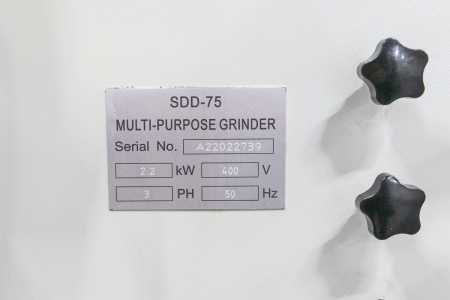 SDD-75
MULTI-PURPOSE GRINDER
Serial No. A22022739
2.2 kW 400 V
3 PH 50 Hz